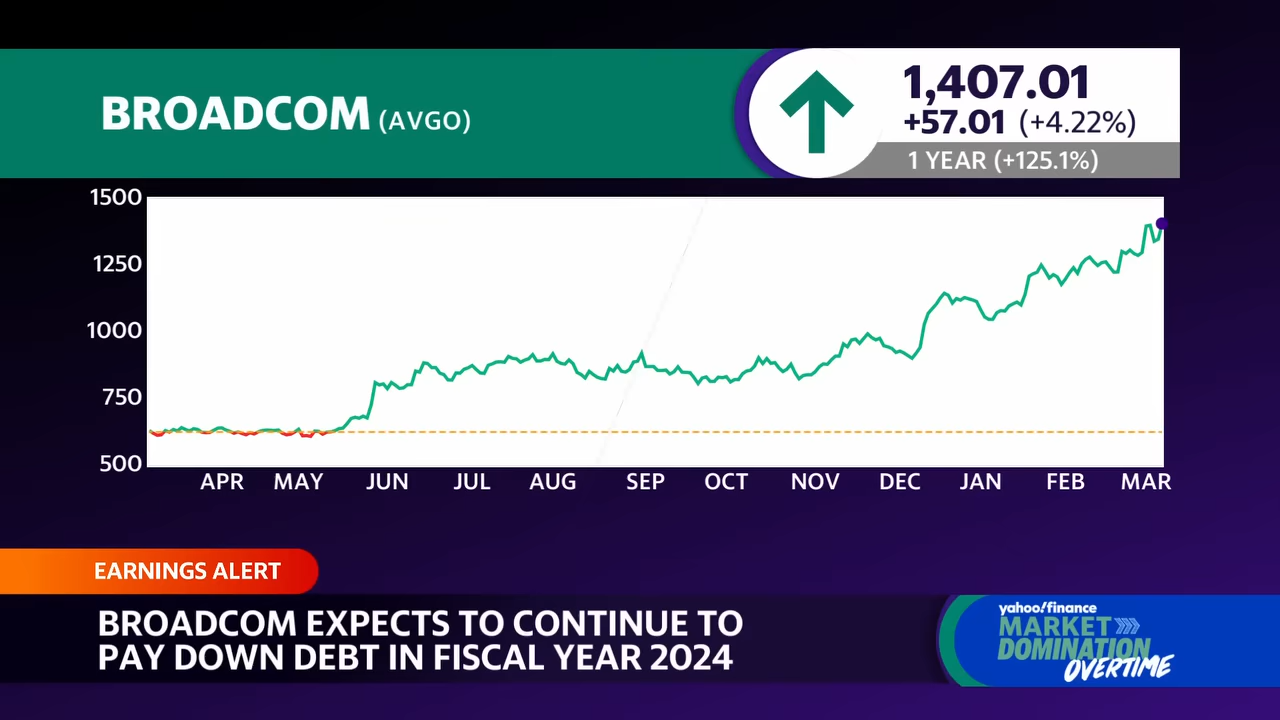 BROADCOM (AVGO)
1,407.01
+57.01 (+4.22%)
1 YEAR (+125.1%)
1500
1250
1000
750
500
APR MAY JUN JUL AUG SEP OCT NOV DEC JAN FEB MAR
EARNINGS ALERT
BROADCOM EXPECTS TO CONTINUE TO
PAY DOWN DEBT IN FISCAL YEAR 2024
yahoo!finance
MARKET
DOMINATION
OVERTIME